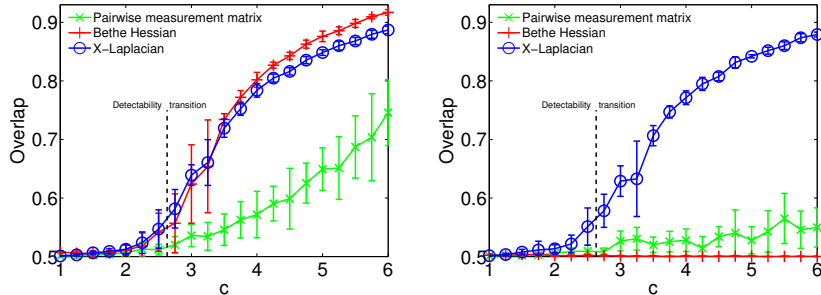 Pairwise measurement matrix
Bethe Hessian
X−Laplacian
Detectability transition
Overlap
0.9
0.8
0.7
0.6
0.5
1 2 3 4 5 6
c
Pairwise measurement matrix
Bethe Hessian
X−Laplacian
Detectability transition
Overlap
0.9
0.8
0.7
0.6
0.5
1 2 3 4 5 6
c